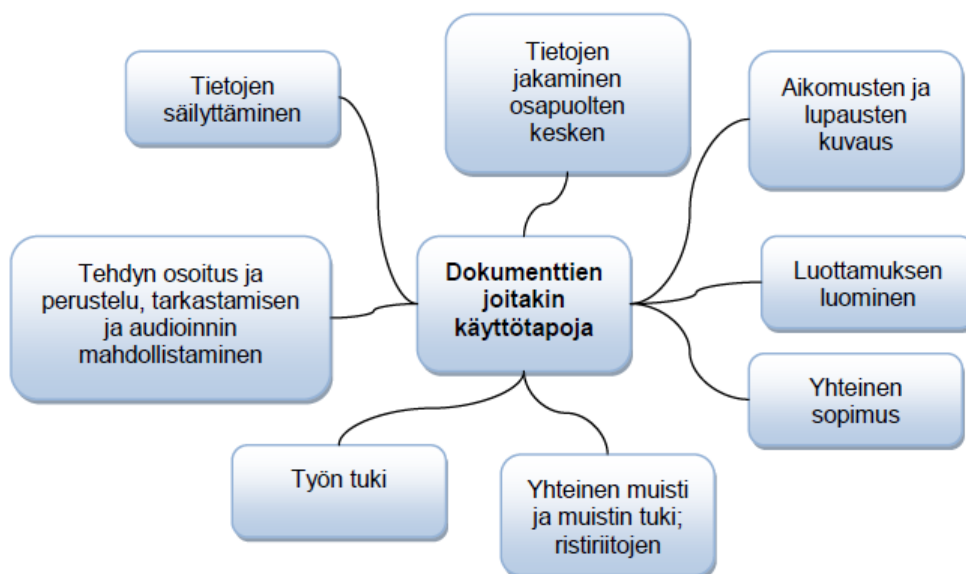 Tietojen
säilyttäminen
Tietojen
jakaminen
osapuolten
kesken
Aikomusten ja
lupausten
kuvaus
Tehdyn osoitus ja
perustelu, tarkastamisen
ja audioinnin
mahdollistaminen
Dokumenttien
joitakin
käyttötapoja
Luottamuksen
luominen
Yhteinen
sopimus
Työn tuki
Yhteinen muisti
ja muistin tuki;
ristiriitojen